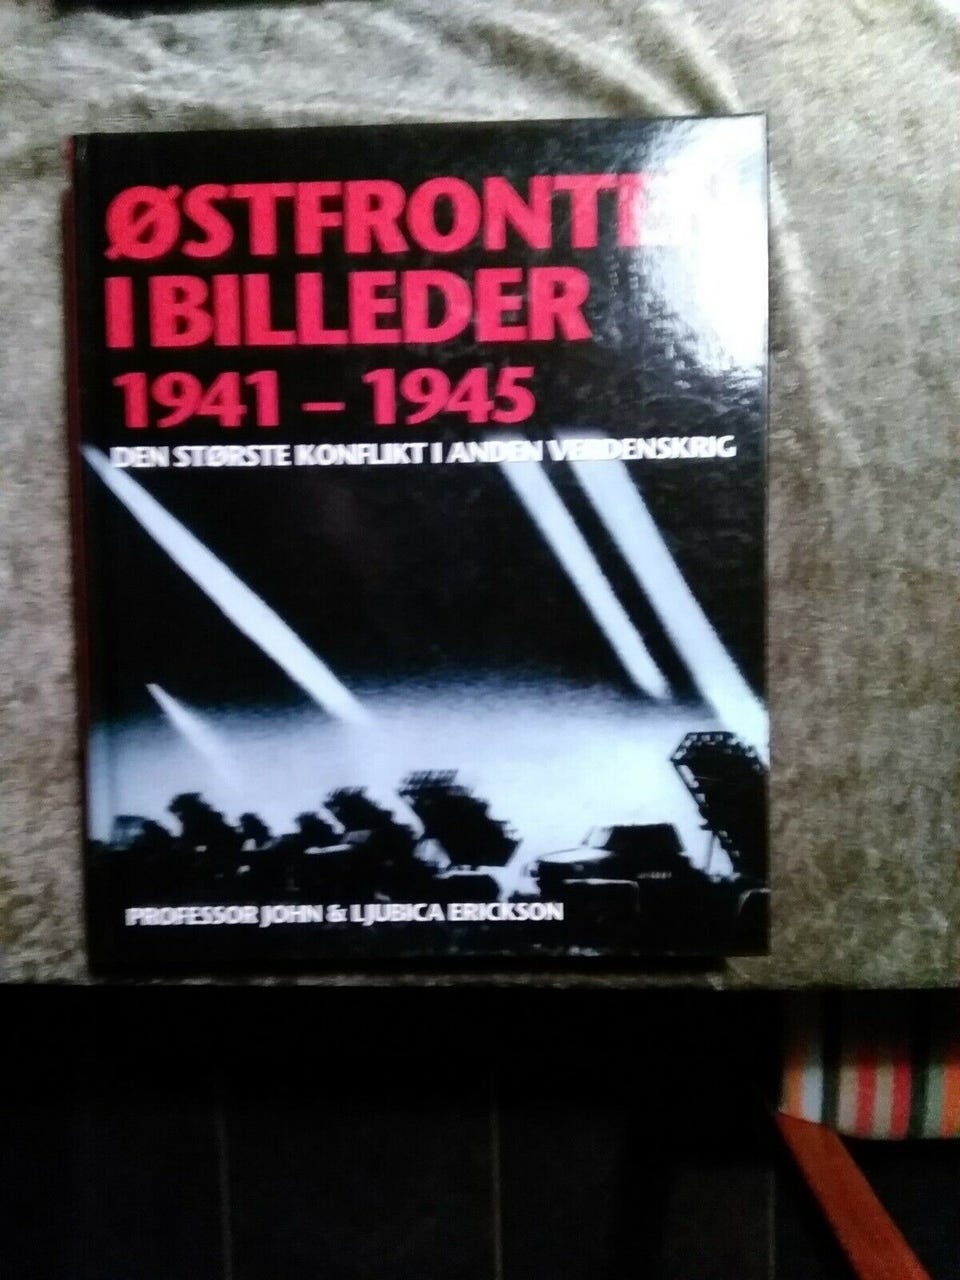 ØSTFRONTEN
I BILLEDER
1941 – 1945
DEN STØRSTE KONFLIKT I ANDEN VERDENSKRIG
PROFESSOR JOHN & LJUBICA ERICKSON